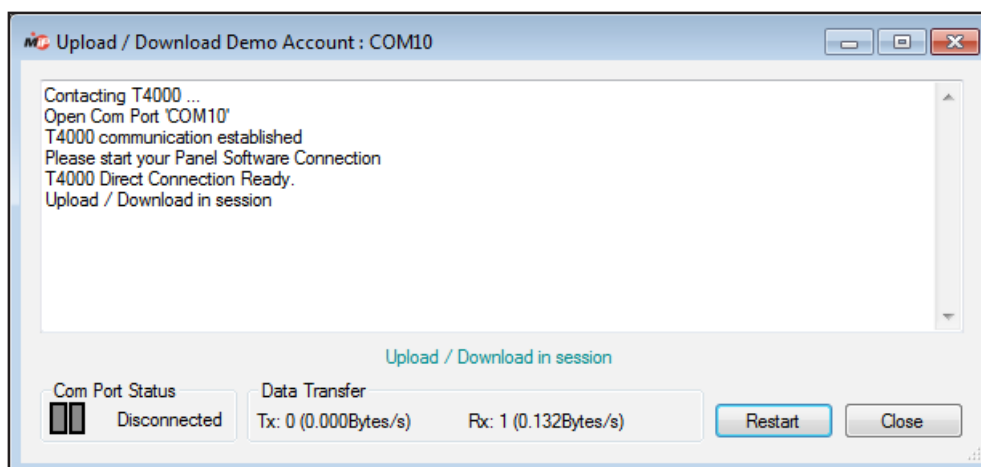 Upload / Download Demo Account : COM10
Contacting T4000 ...
Open Com Port 'COM10'
T4000 communication established
Please start your Panel Software Connection
T4000 Direct Connection Ready.
Upload / Download in session
Upload / Download in session
Com Port Status
Disconnected
Data Transfer
Tx: 0 (0.000Bytes/s) Rx: 1 (0.132Bytes/s)
Restart
Close